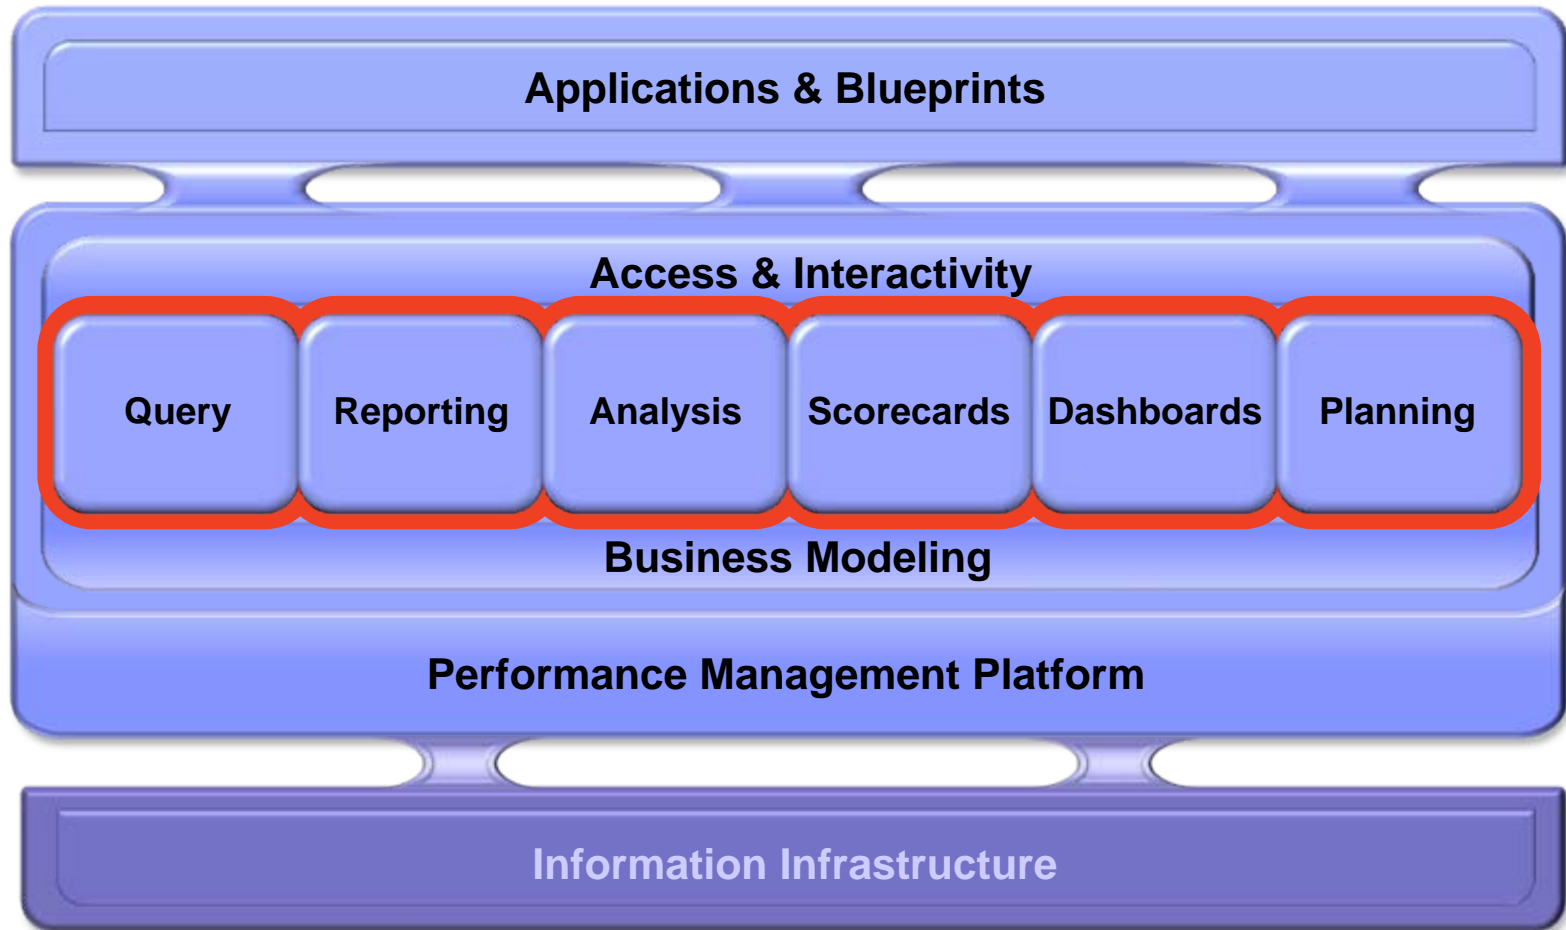 Applications & Blueprints
Access & Interactivity
Query
Reporting
Analysis
Scorecards
Dashboards
Planning
Business Modeling
Performance Management Platform
Information Infrastructure